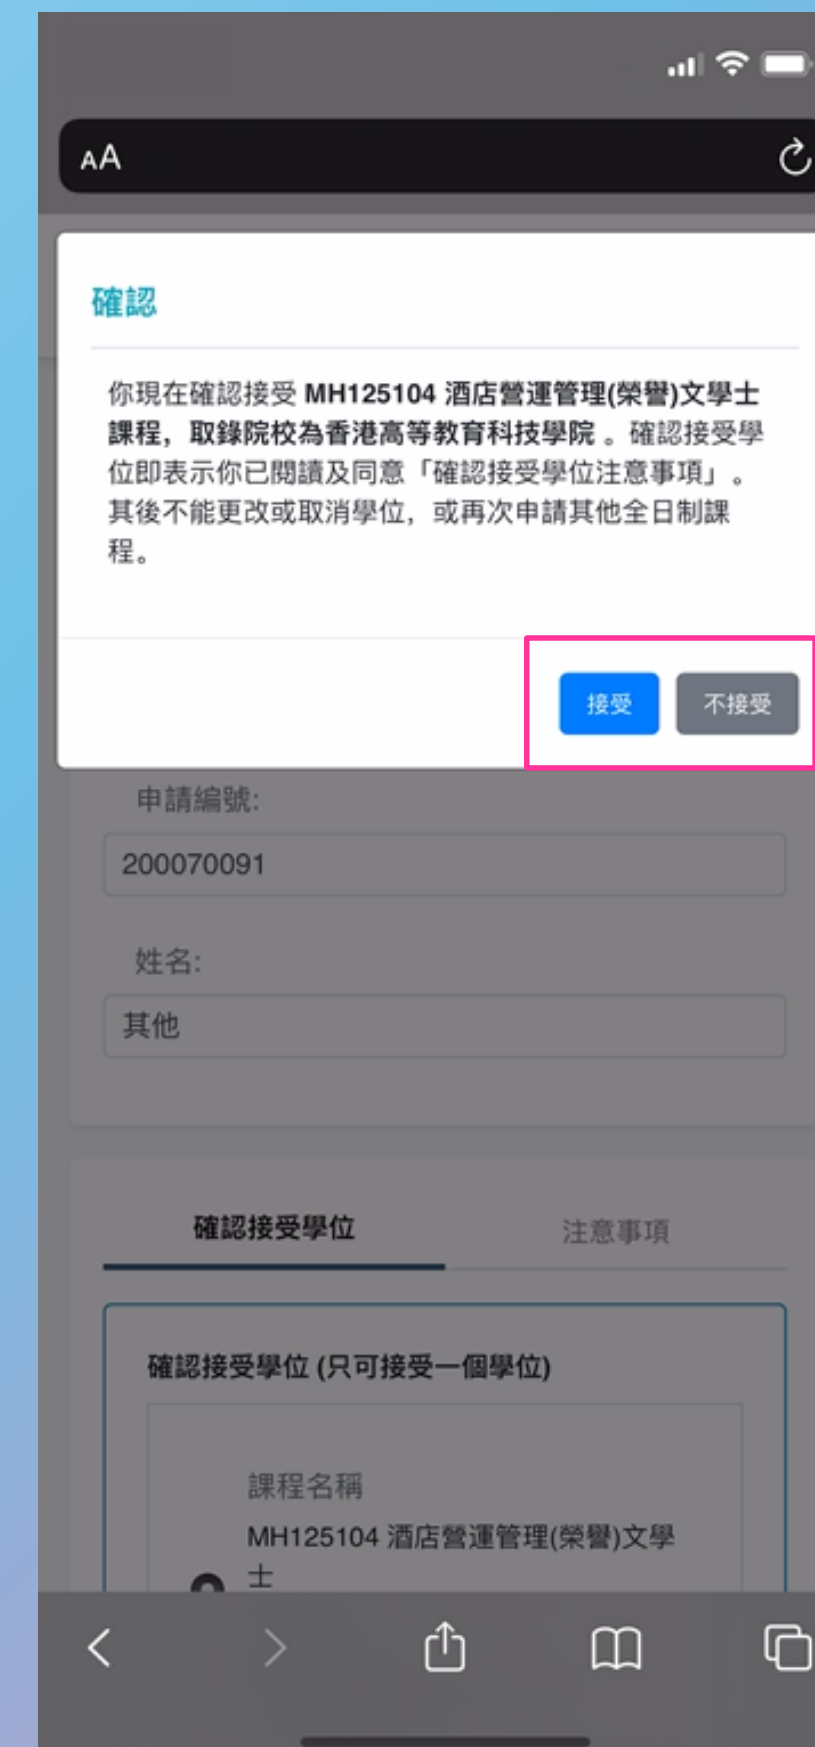 AA
確認
你現在確認接受 MH125104 酒店營運管理(榮譽)文學士
課程，取錄院校為香港高等教育科技學院 。確認接受學
位即表示你已閱讀及同意「確認接受學位注意事項」。
其後不能更改或取消學位，或再次申請其他全日制課
程。
接受 不接受
申請編號:
200070091
姓名:
其他
確認接受學位 注意事項
確認接受學位 (只可接受一個學位)
課程名稱
MH125104 酒店營運管理(榮譽)文學
士